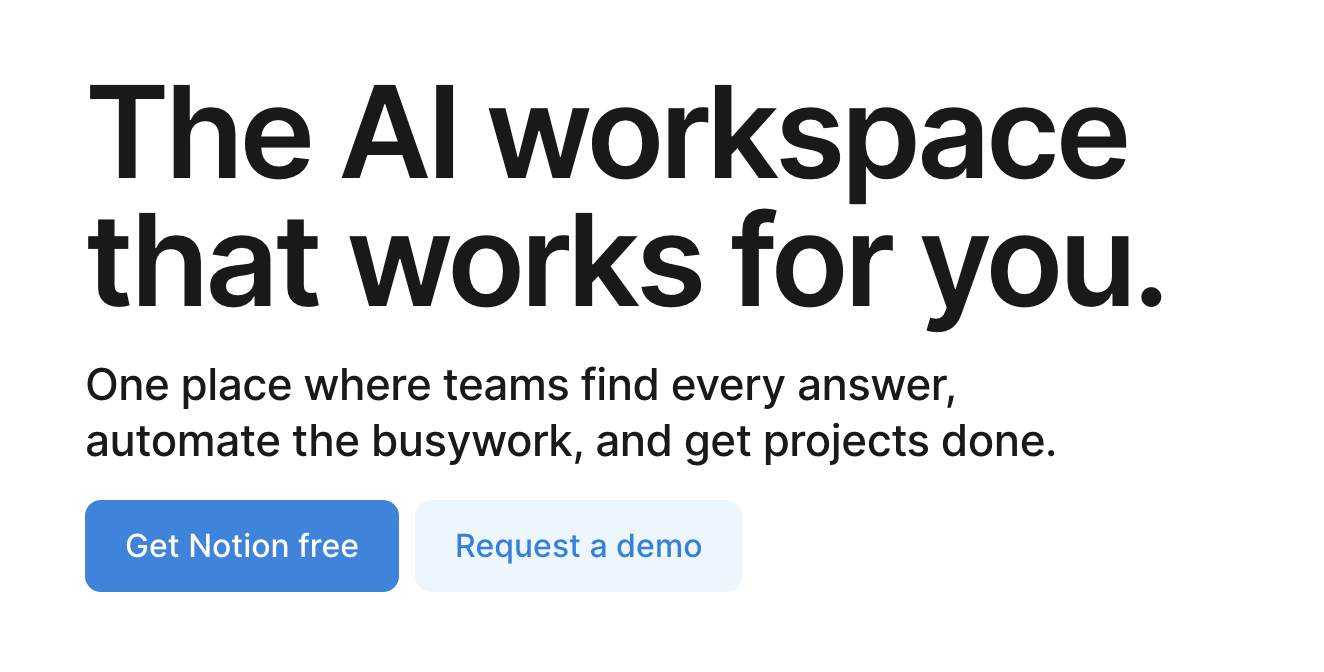 The AI workspace
that works for you.
One place where teams find every answer,
automate the busywork, and get projects done.
Get Notion free
Request a demo